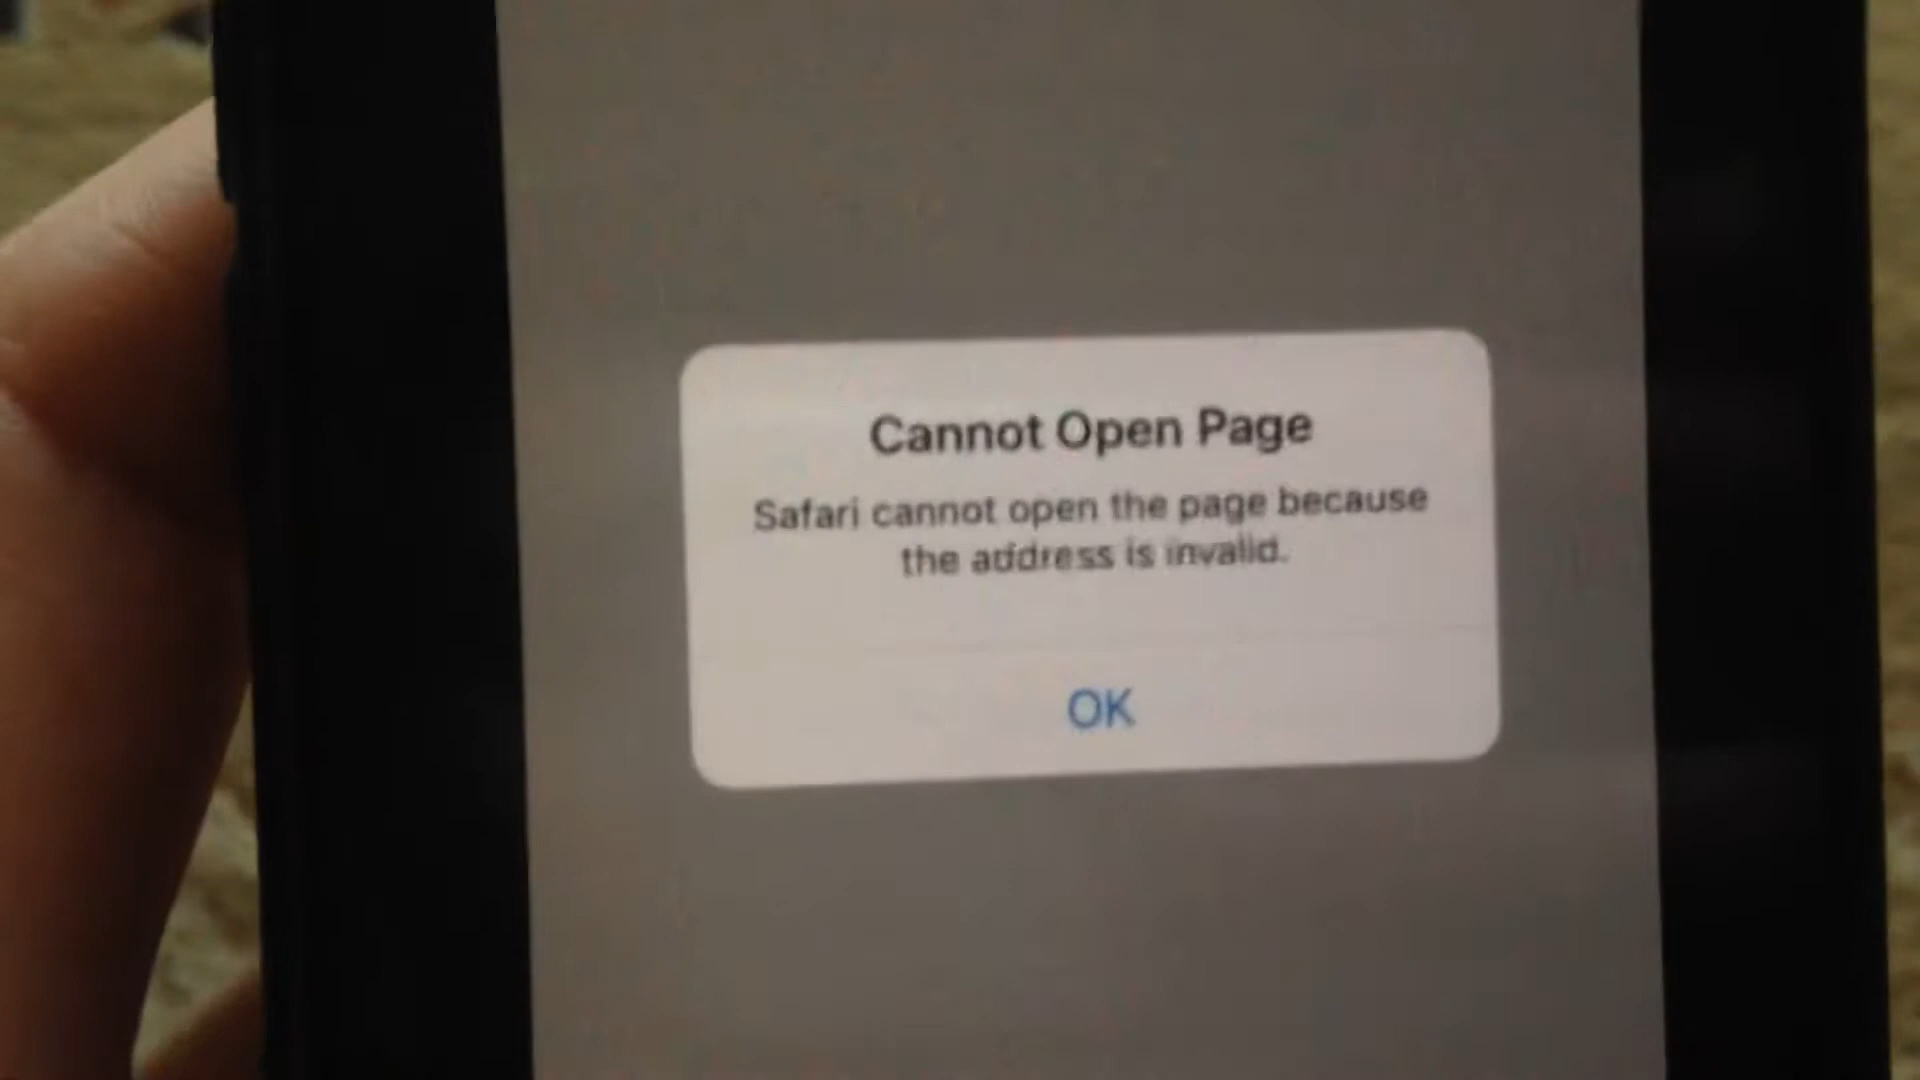 Cannot Open Page
Safari cannot open the page because
the address is invalid.
OK